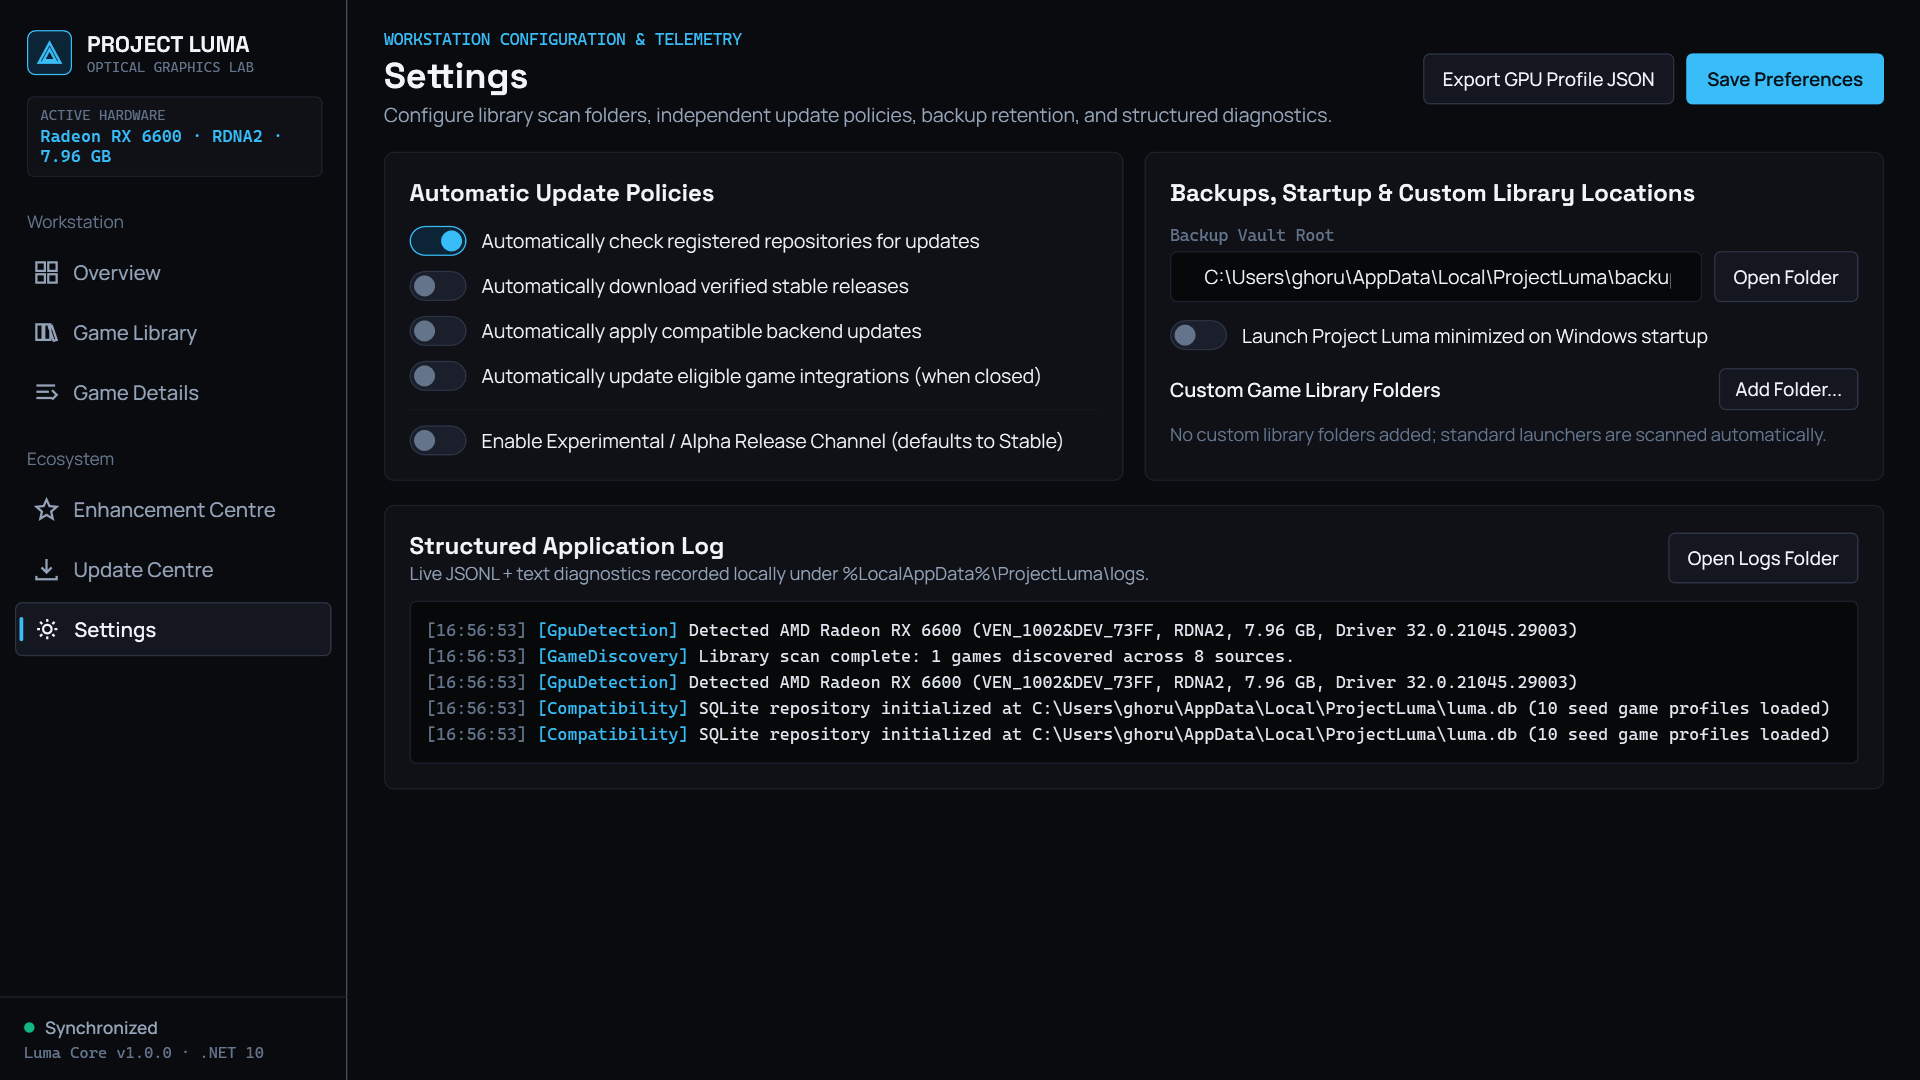 PROJECT LUMA
OPTICAL GRAPHICS LAB
ACTIVE HARDWARE
Radeon RX 6600 · RDNA2 ·
7.96 GB
Workstation
Overview
Game Library
Game Details
Ecosystem
Enhancement Centre
Update Centre
Settings
Synchronized
Luma Core v1.0.0 · .NET 10
WORKSTATION CONFIGURATION & TELEMETRY
Settings
Configure library scan folders, independent update policies, backup retention, and structured diagnostics.
Export GPU Profile JSON
Save Preferences
Automatic Update Policies
Automatically check registered repositories for updates
Automatically download verified stable releases
Automatically apply compatible backend updates
Automatically update eligible game integrations (when closed)
Enable Experimental / Alpha Release Channel (defaults to Stable)
Backups, Startup & Custom Library Locations
Backup Vault Root
C:\Users\ghoru\AppData\Local\ProjectLuma\backu
Open Folder
Launch Project Luma minimized on Windows startup
Custom Game Library Folders
Add Folder...
No custom library folders added; standard launchers are scanned automatically.
Structured Application Log
Live JSONL + text diagnostics recorded locally under %LocalAppData%\ProjectLuma\logs.
Open Logs Folder
[16:56:53] [GpuDetection] Detected AMD Radeon RX 6600 (VEN_1002&DEV_73FF, RDNA2, 7.96 GB, Driver 32.0.21045.29003)
[16:56:53] [GameDiscovery] Library scan complete: 1 games discovered across 8 sources.
[16:56:53] [GpuDetection] Detected AMD Radeon RX 6600 (VEN_1002&DEV_73FF, RDNA2, 7.96 GB, Driver 32.0.21045.29003)
[16:56:53] [Compatibility] SQLite repository initialized at C:\Users\ghoru\AppData\Local\ProjectLuma\luma.db (10 seed game profiles loaded)
[16:56:53] [Compatibility] SQLite repository initialized at C:\Users\ghoru\AppData\Local\ProjectLuma\luma.db (10 seed game profiles loaded)